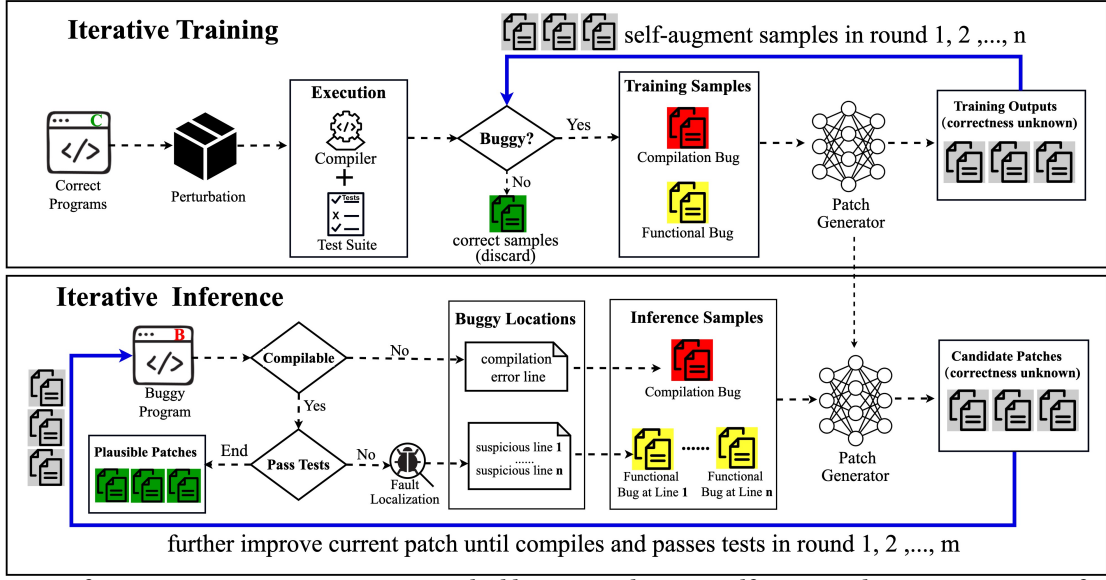 Iterative Training
self-augment samples in round 1, 2 ,..., n
C
Correct
Programs
Perturbation
Execution
Compiler
+
Tests
Test Suite
Buggy?
Yes
No
correct samples
(discard)
Training Samples
Compilation Bug
Functional Bug
Patch
Generator
Training Outputs
(correctness unknown)
Iterative Inference
B
Buggy
Program
Compilable
No
Yes
Pass Tests
End
No
Plausible Patches
Fault
Localization
Buggy Locations
compilation
error line
suspicious line 1
......
suspicious line n
Inference Samples
Compilation Bug
......
Functional
Bug at Line 1
Functional
Bug at Line n
Patch
Generator
Candidate Patches
(correctness unknown)
further improve current patch until compiles and passes tests in round 1, 2 ,..., m